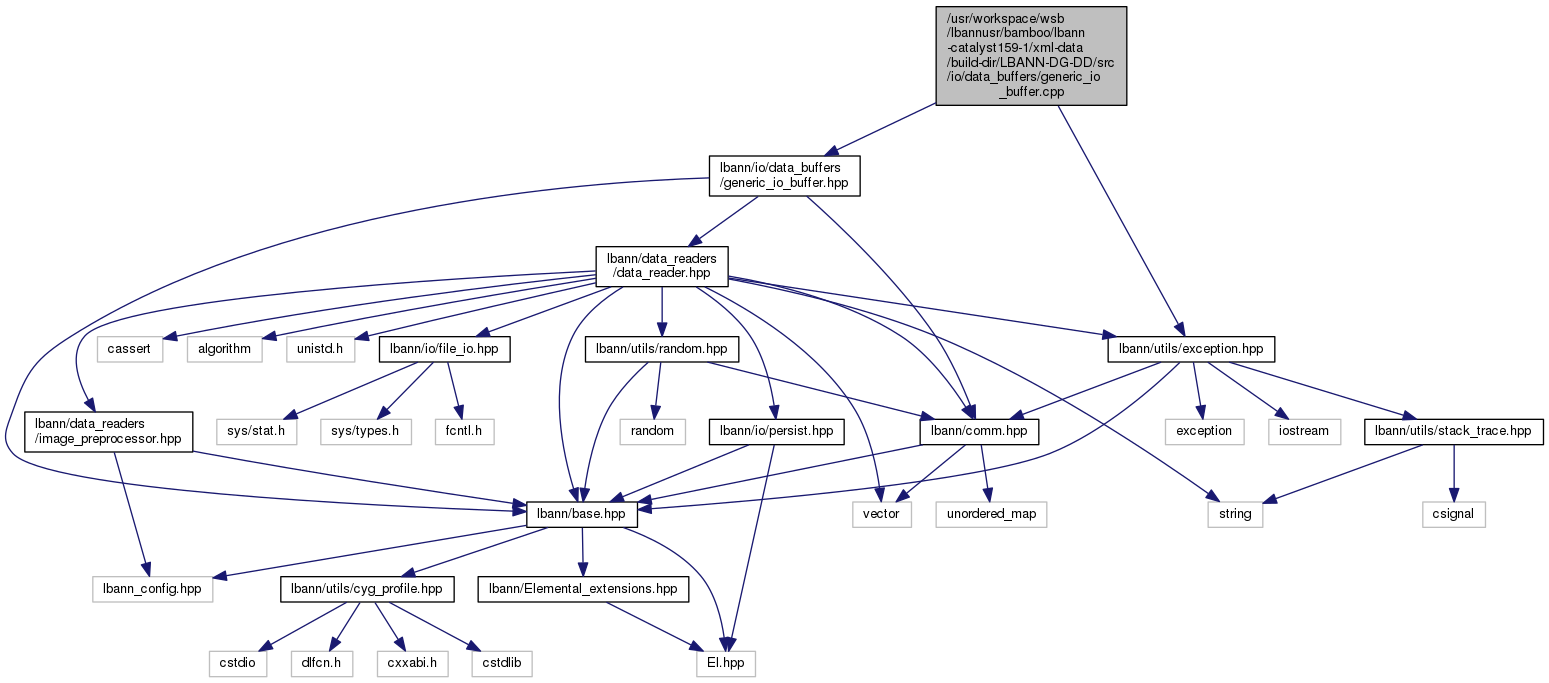 /usr/workspace/wsb
/lbannusr/bamboo/lbann
-catalyst159-1/xml-data
/build-dir/LBANN-DG-DD/src
/io/data_buffers/generic_io
_buffer.cpp
lbann/io/data_buffers
/generic_io_buffer.hpp
lbann/data_readers
/data_reader.hpp
cassert
algorithm
unistd.h
lbann/io/file_io.hpp
lbann/utils/random.hpp
lbann/utils/exception.hpp
lbann/data_readers
/image_preprocessor.hpp
sys/stat.h
sys/types.h
fcntl.h
random
lbann/io/persist.hpp
lbann/comm.hpp
exception
iostream
lbann/utils/stack_trace.hpp
lbann/base.hpp
vector
unordered_map
string
csignal
lbann_config.hpp
lbann/utils/cyg_profile.hpp
lbann/Elemental_extensions.hpp
cstdio
dlfcn.h
cxxabi.h
cstdlib
El.hpp